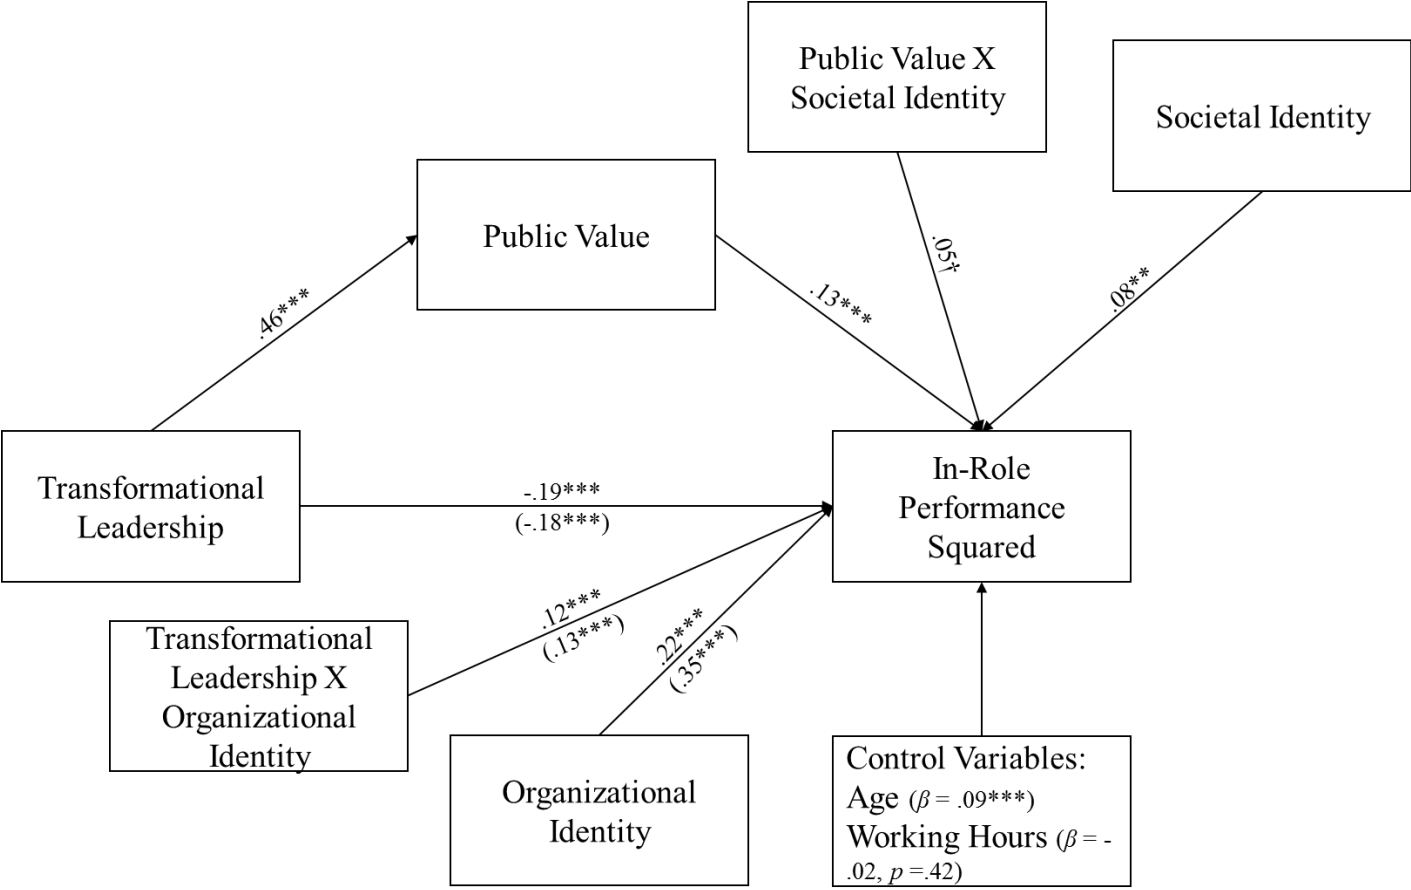 Public Value X
Societal Identity
Societal Identity
Public Value
.05†
.08**
.13***
.46***
In-Role
Performance
Squared
Transformational
Leadership
-.19***
(-.18***)
.12***
(.13***)
.22***
(.35***)
Transformational
Leadership X
Organizational
Identity
Organizational
Identity
Control Variables:
Age (β = .09***)
Working Hours (β = -
.02, p =.42)